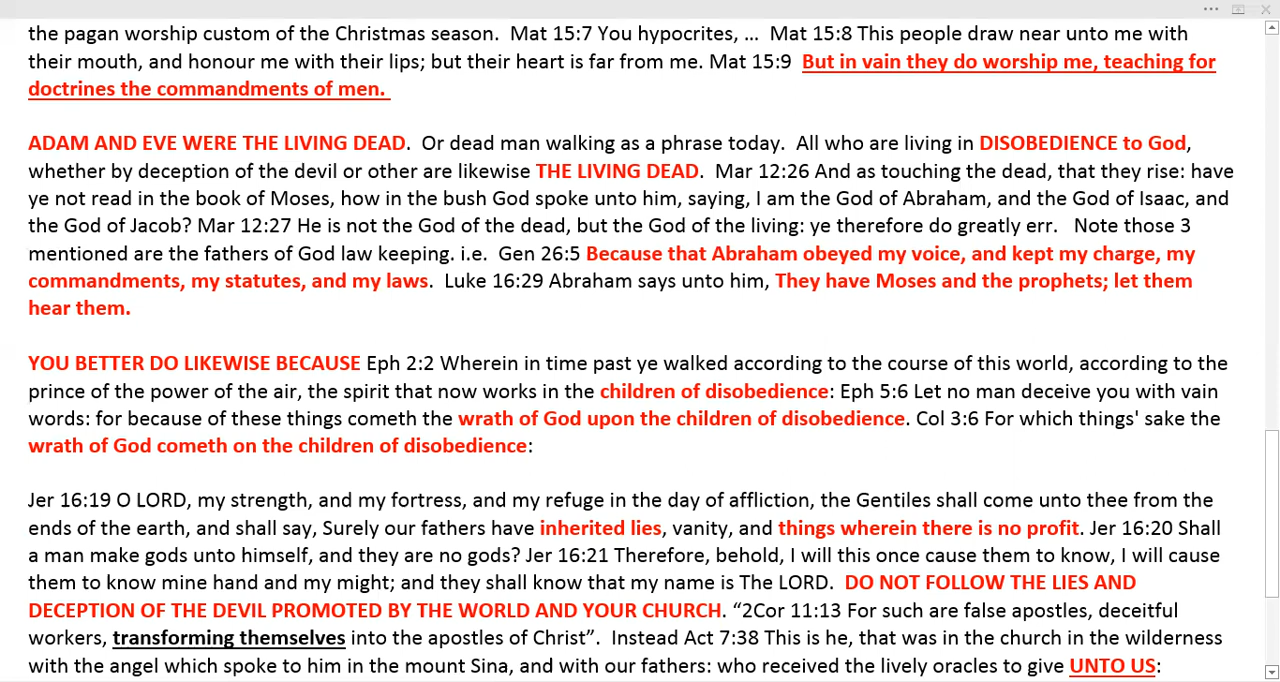 the pagan worship custom of the Christmas season.  Mat 15:7 You hypocrites, ...  Mat 15:8 This people draw near unto me with
their mouth, and honour me with their lips; but their heart is far from me. Mat 15:9  But in vain they do worship me, teaching for
doctrines the commandments of men.
ADAM AND EVE WERE THE LIVING DEAD.  Or dead man walking as a phrase today.  All who are living in DISOBEDIENCE to God,
whether by deception of the devil or other are likewise THE LIVING DEAD.  Mar 12:26 And as touching the dead, that they rise: have
ye not read in the book of Moses, how in the bush God spoke unto him, saying, I am the God of Abraham, and the God of Isaac, and
the God of Jacob? Mar 12:27 He is not the God of the dead, but the God of the living: ye therefore do greatly err.   Note those 3
mentioned are the fathers of God law keeping. i.e.  Gen 26:5 Because that Abraham obeyed my voice, and kept my charge, my
commandments, my statutes, and my laws.  Luke 16:29 Abraham says unto him, They have Moses and the prophets; let them
hear them.
YOU BETTER DO LIKEWISE BECAUSE Eph 2:2 Wherein in time past ye walked according to the course of this world, according to the
prince of the power of the air, the spirit that now works in the children of disobedience: Eph 5:6 Let no man deceive you with vain
words: for because of these things cometh the wrath of God upon the children of disobedience. Col 3:6 For which things' sake the
wrath of God cometh on the children of disobedience:
Jer 16:19 O LORD, my strength, and my fortress, and my refuge in the day of affliction, the Gentiles shall come unto thee from the
ends of the earth, and shall say, Surely our fathers have inherited lies, vanity, and things wherein there is no profit. Jer 16:20 Shall
a man make gods unto himself, and they are no gods? Jer 16:21 Therefore, behold, I will this once cause them to know, I will cause
them to know mine hand and my might; and they shall know that my name is The LORD.  DO NOT FOLLOW THE LIES AND
DECEPTION OF THE DEVIL PROMOTED BY THE WORLD AND YOUR CHURCH. “2Cor 11:13 For such are false apostles, deceitful
workers, transforming themselves into the apostles of Christ”.  Instead Act 7:38 This is he, that was in the church in the wilderness
with the angel which spoke to him in the mount Sina, and with our fathers: who received the lively oracles to give UNTO US: